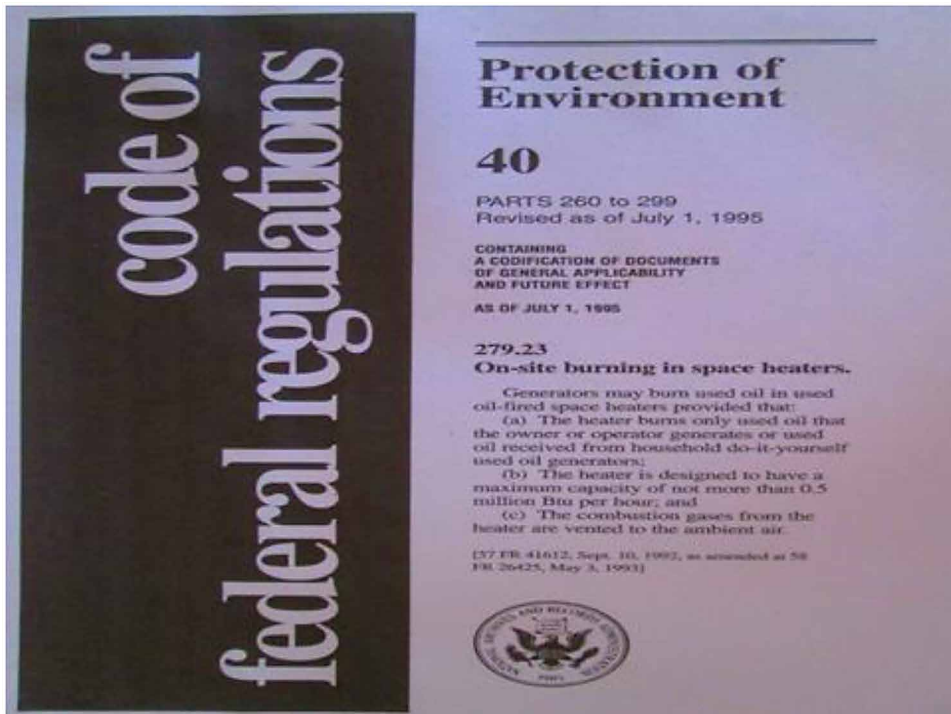 code of
federal regulations
Protection of
Environment
40
PARTS 260 to 299
Revised as of July 1, 1995
CONTAINING
A CODIFICATION OF DOCUMENTS
OF GENERAL APPLICABILITY
AND FUTURE EFFECT
AS OF JULY 1, 1995
279.23
On-site burning in space heaters.
Generators may burn used oil in used
oil-fired space heaters provided that:
(a) The heater burns only used oil that
the owner or operator generates or used
oil received from household do-it-yourself
used oil generators;
(b) The heater is designed to have a
maximum capacity of not more than 0.5
million Btu per hour; and
(c) The combustion gases from the
heater are vented to the ambient air.
[57 FR 41612, Sept. 10, 1992, as amended at 58
FR 26425, May 3, 1993]
NATIONAL ARCHIVES AND RECORDS ADMINISTRATION
1985